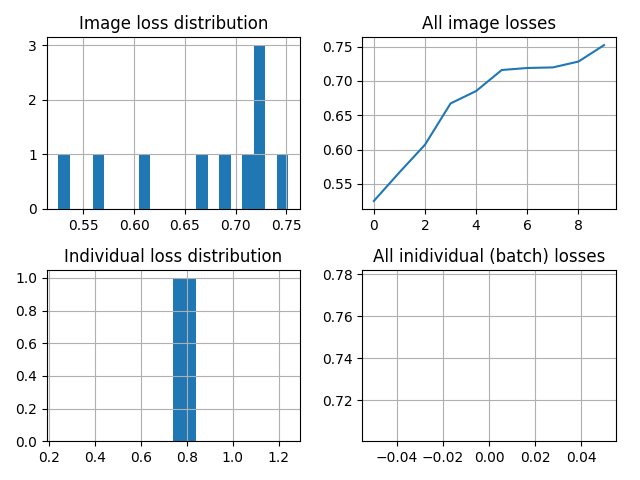 Image loss distribution
3
2
1
0
0.55 0.60 0.65 0.70 0.75
All image losses
0.75
0.70
0.65
0.60
0.55
0 2 4 6 8
Individual loss distribution
1.0
0.8
0.6
0.4
0.2
0.0
0.2 0.4 0.6 0.8 1.0 1.2
All inidividual (batch) losses
0.78
0.76
0.74
0.72
−0.04 −0.02 0.00 0.02 0.04